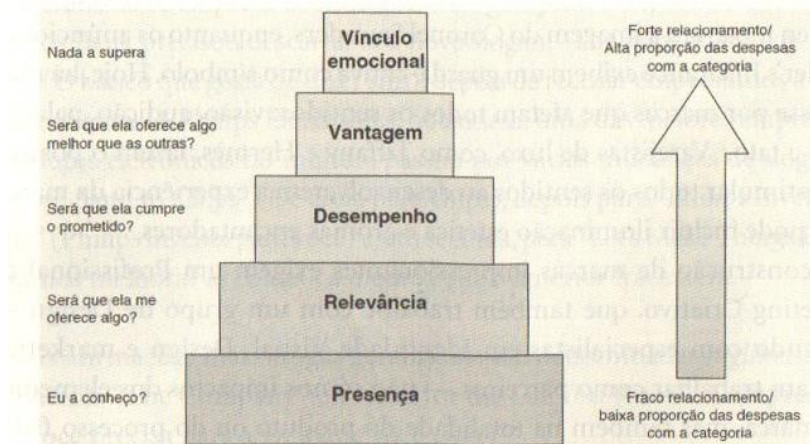 Nada a supera
Vínculo
emocional
Forte relacionamento/
Alta proporção das despesas
com a categoria
Será que ela oferece algo
melhor que as outras?
Vantagem
Será que ela cumpre
o prometido?
Desempenho
Será que ela me
oferece algo?
Relevância
Eu a conheço?
Presença
Fraco relacionamento/
baixa proporção das despesas
com a categoria